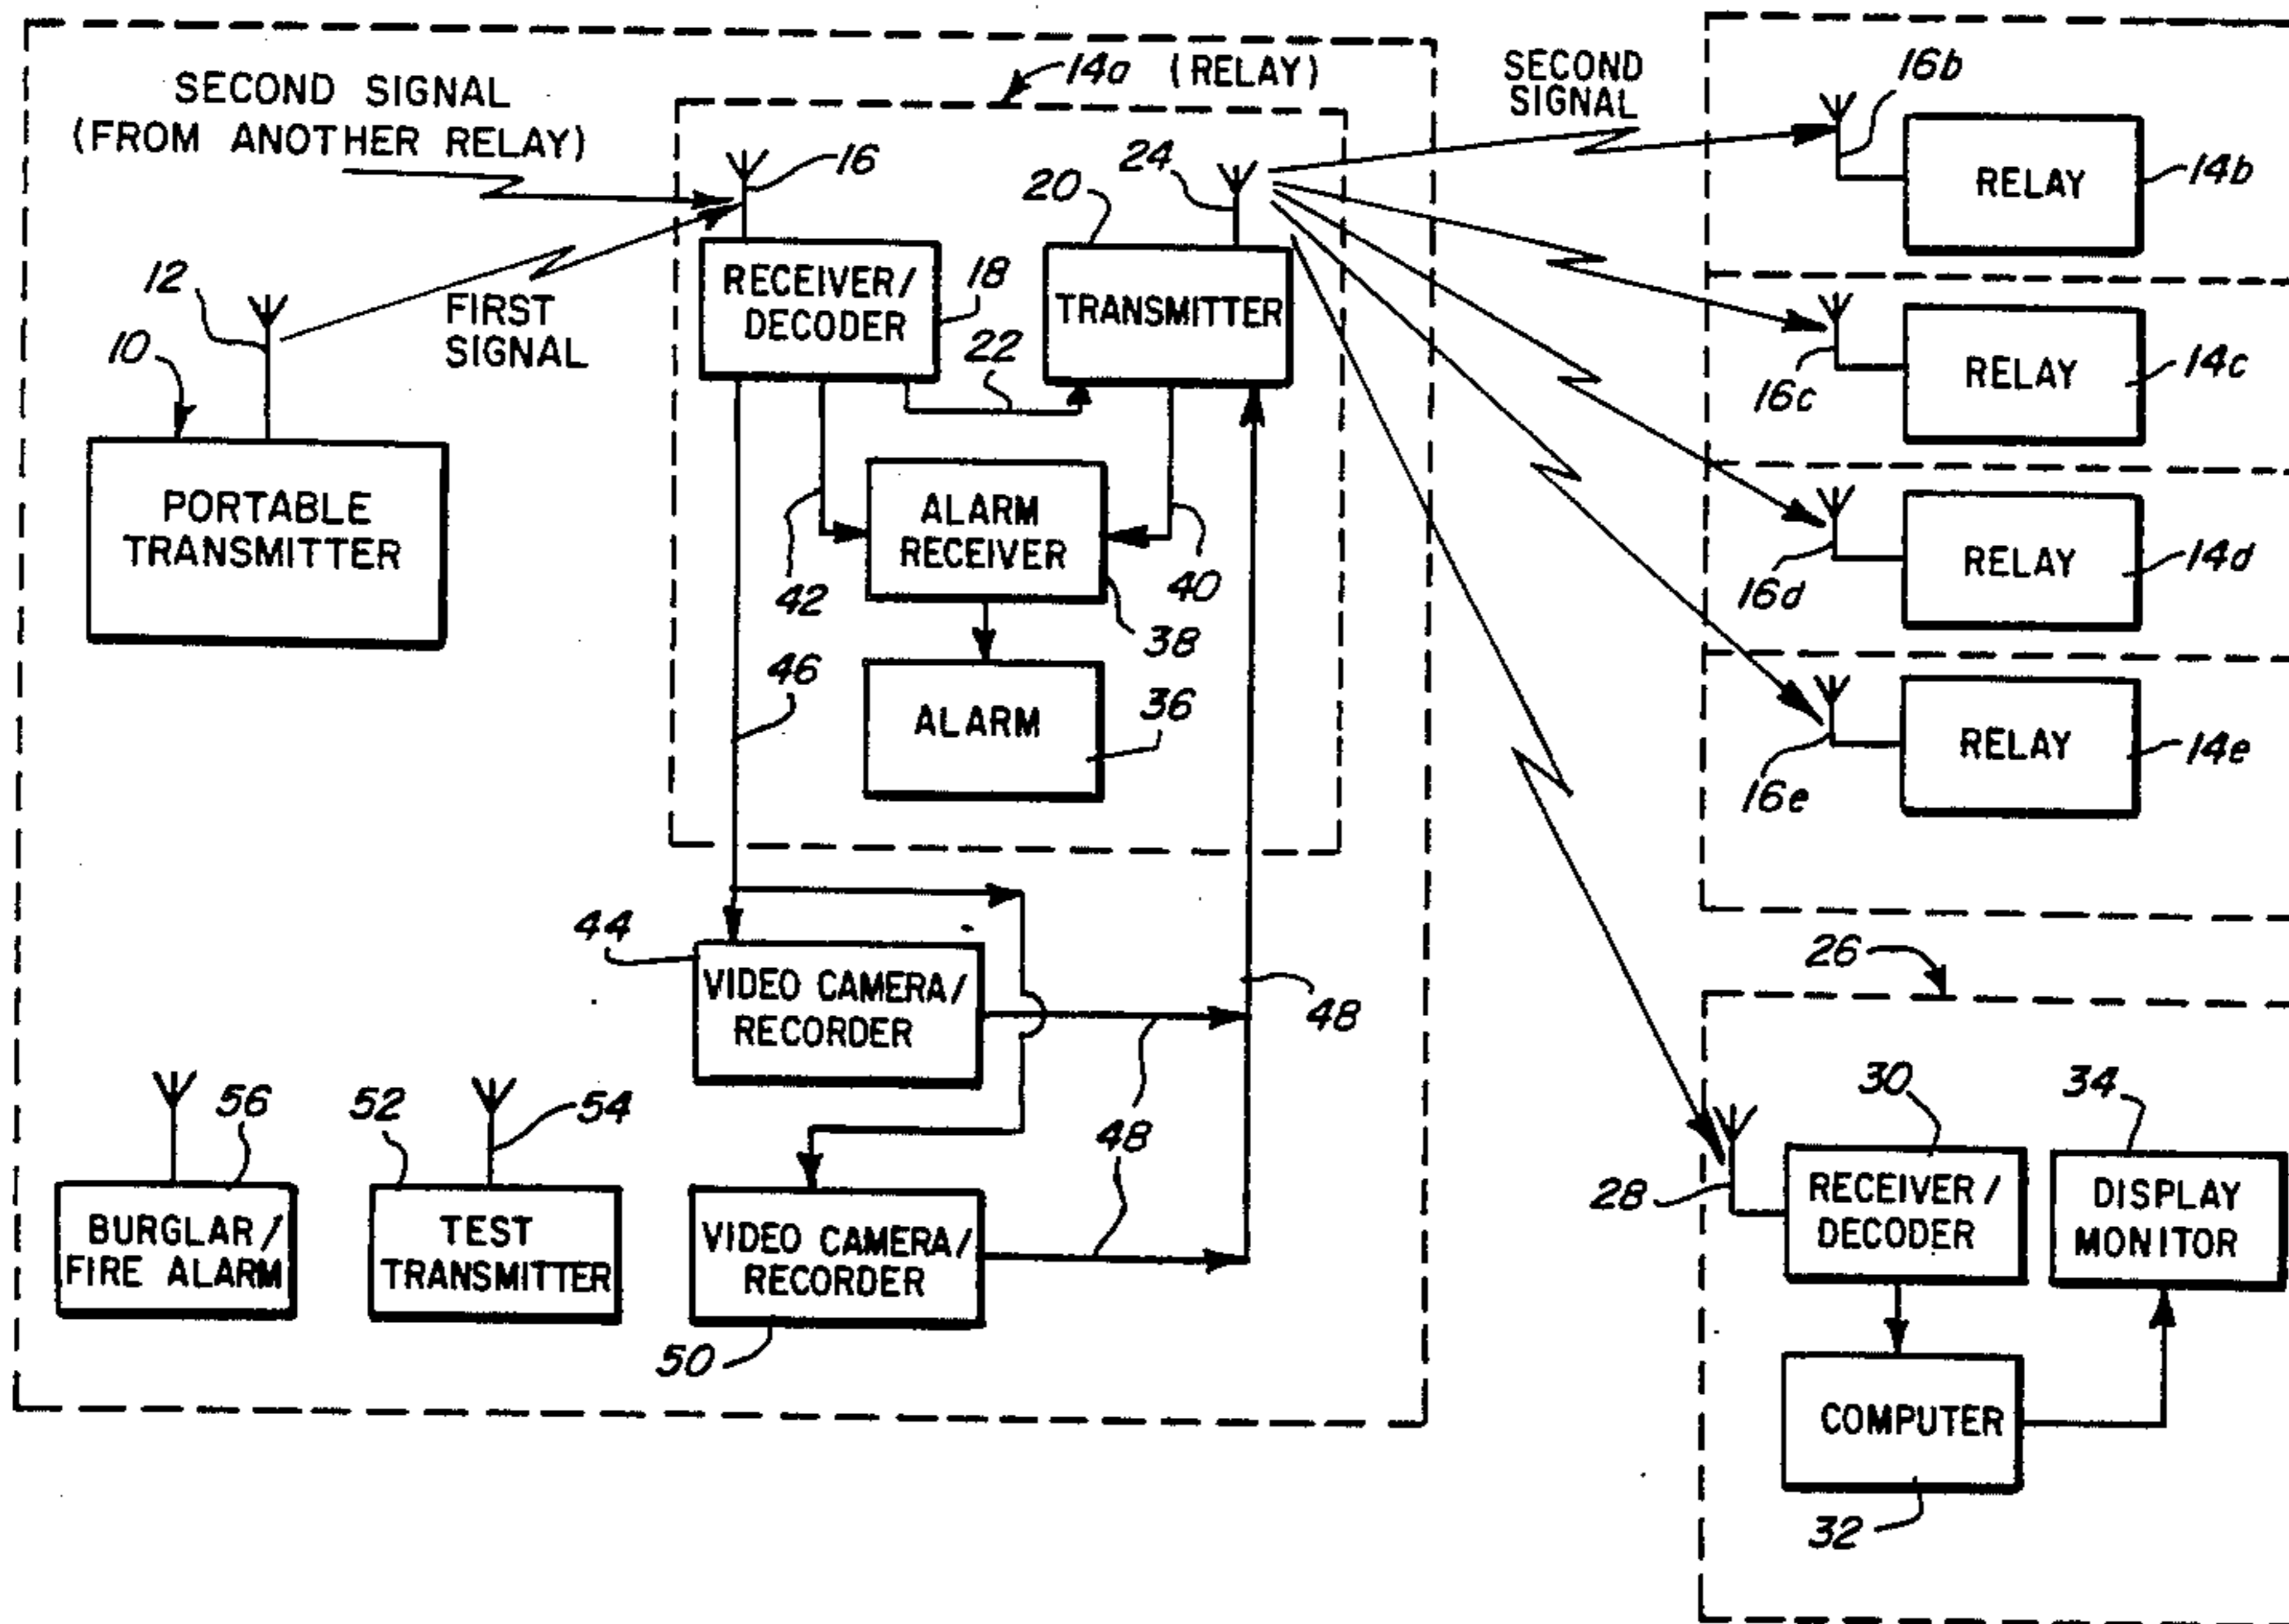 SECOND SIGNAL
(FROM ANOTHER RELAY)
14a (RELAY)
SECOND
SIGNAL
16b
RELAY
14b
16
24
20
12
10
FIRST
SIGNAL
RECEIVER/
DECODER
18
22
TRANSMITTER
16c
RELAY
14c
PORTABLE
TRANSMITTER
42
ALARM
RECEIVER
40
38
16d
RELAY
14d
46
ALARM
36
16e
RELAY
14e
44
VIDEO CAMERA/
RECORDER
48
48
26
56
BURGLAR/
FIRE ALARM
52
54
TEST
TRANSMITTER
VIDEO CAMERA/
RECORDER
50
28
30
RECEIVER/
DECODER
34
DISPLAY
MONITOR
COMPUTER
32